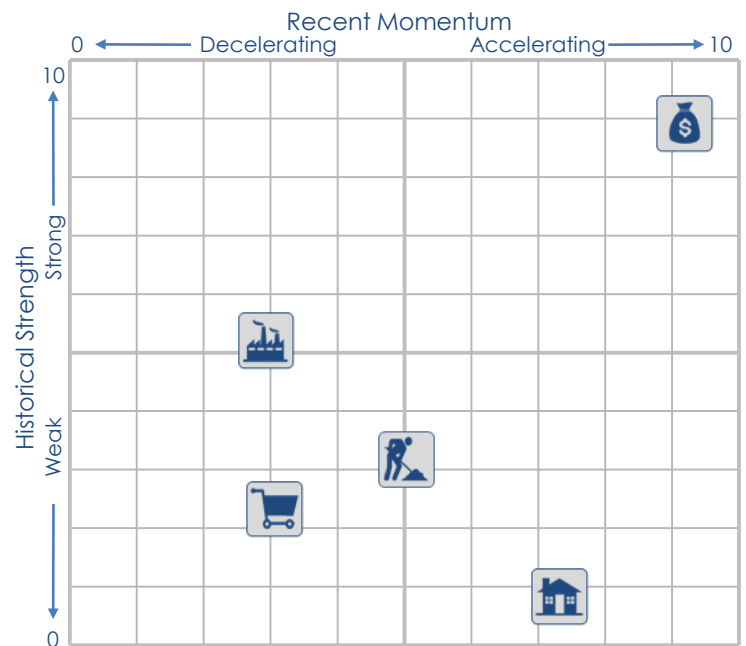 Recent Momentum
0 Decelerating Accelerating 10
10
Strong
Historical Strength
Weak
0
$